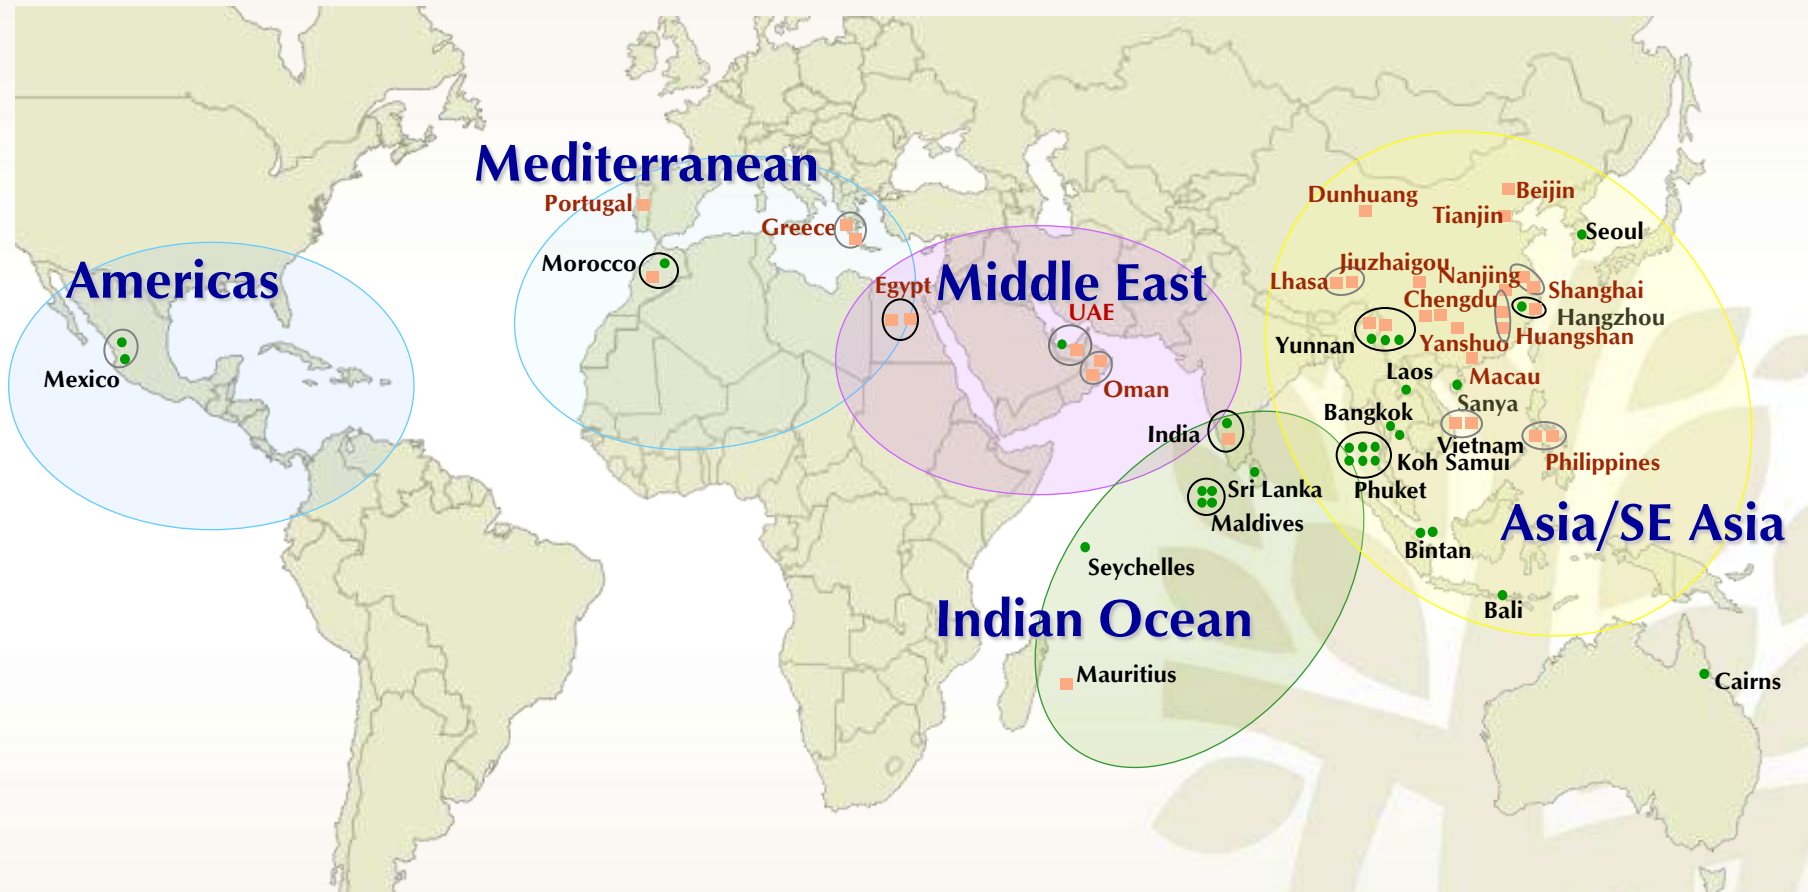 Mediterranean
Portugal
Greece
Morocco
Americas
Mexico
Middle East
Egypt
UAE
Oman
Dunhuang
Beijin
Tianjin
Seoul
Jiuzhaigou
Lhasa
Nanjing
Chengdu
Shanghai
Hangzhou
Yunnan
Yanshuo
Huangshan
Laos
Macau
Sanya
Bangkok
India
Vietnam
Koh Samui
Philippines
Sri Lanka
Phuket
Maldives
Asia/SE Asia
Bintan
Seychelles
Bali
Indian Ocean
Mauritius
Cairns